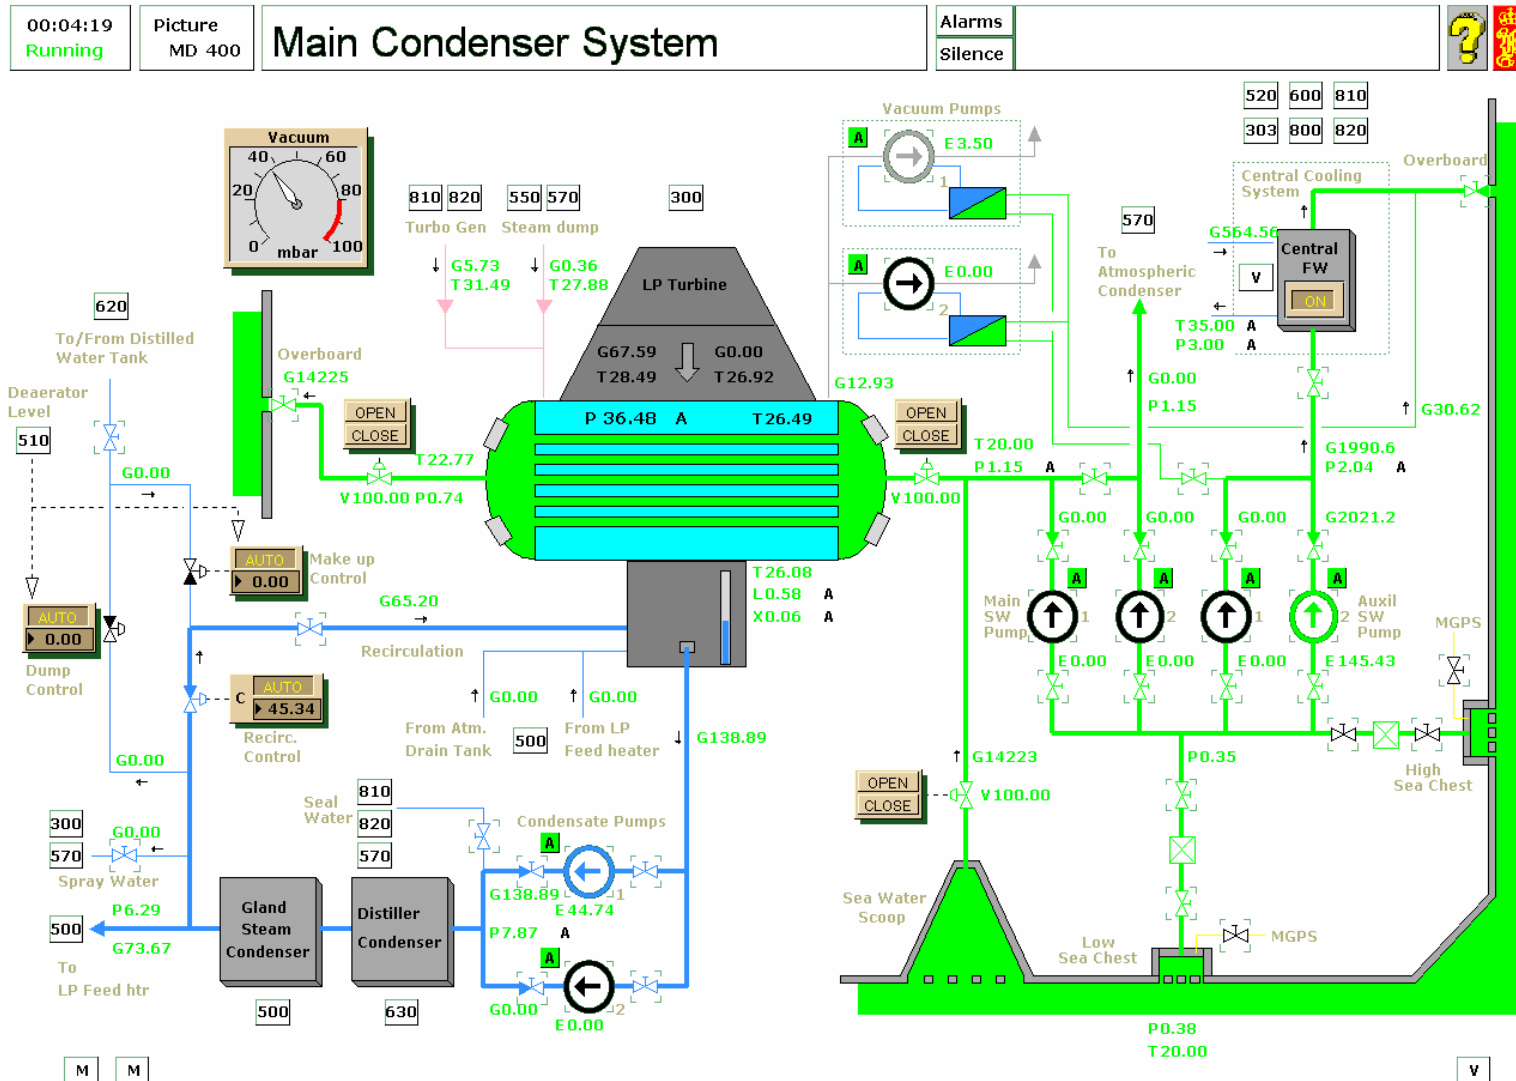 00:04:19
Running
Picture
MD 400
Main Condenser System
Alarms
Silence
?
520 600 810
303 800 820
Vacuum
0 20 40 60 80 100
mbar
810 820
Turbo Gen
G5.73
T31.49
550 570
Steam dump
G0.36
T27.88
300
LP Turbine
G67.59 G0.00
T28.49 T26.92
P 36.48 A T26.49
Vacuum Pumps
A
E3.50
1
A
E0.00
2
G12.93
570
To
Atmospheric
Condenser
G0.00
P1.15
Central Cooling
System
G564.56
Central
FW
ON
V
T35.00 A
P3.00 A
Overboard
G30.62
G1990.6
P2.04 A
620
To/From Distilled
Water Tank
Deaerator
Level
510
G0.00
Overboard
G14225
OPEN
CLOSE
T22.77
V100.00 P0.74
OPEN
CLOSE
V100.00
T20.00
P1.15 A
G0.00
G0.00
G0.00
G2021.2
AUTO
0.00
Make up
Control
AUTO
0.00
Dump
Control
G65.20
Recirculation
C
AUTO
45.34
Recirc.
Control
T26.08
L0.58 A
X0.06 A
G0.00
From Atm.
Drain Tank
500
G0.00
From LP
Feed heater
G138.89
Main
SW
Pump
A
1
E0.00
A
2
E0.00
A
1
E0.00
A
Auxil
SW
Pump
2
E145.43
MGPS
High
Sea Chest
P0.35
G14223
OPEN
CLOSE
V100.00
Sea Water
Scoop
Low
Sea Chest
MGPS
P0.38
T20.00
G0.00
300
570
G0.00
Spray Water
500
P6.29
G73.67
To
LP Feed htr
Gland
Steam
Condenser
500
Distiller
Condenser
630
Seal
Water
810
820
570
Condensate Pumps
A
G138.89
1
E44.74
P7.87 A
A
G0.00
2
E0.00
M M
V